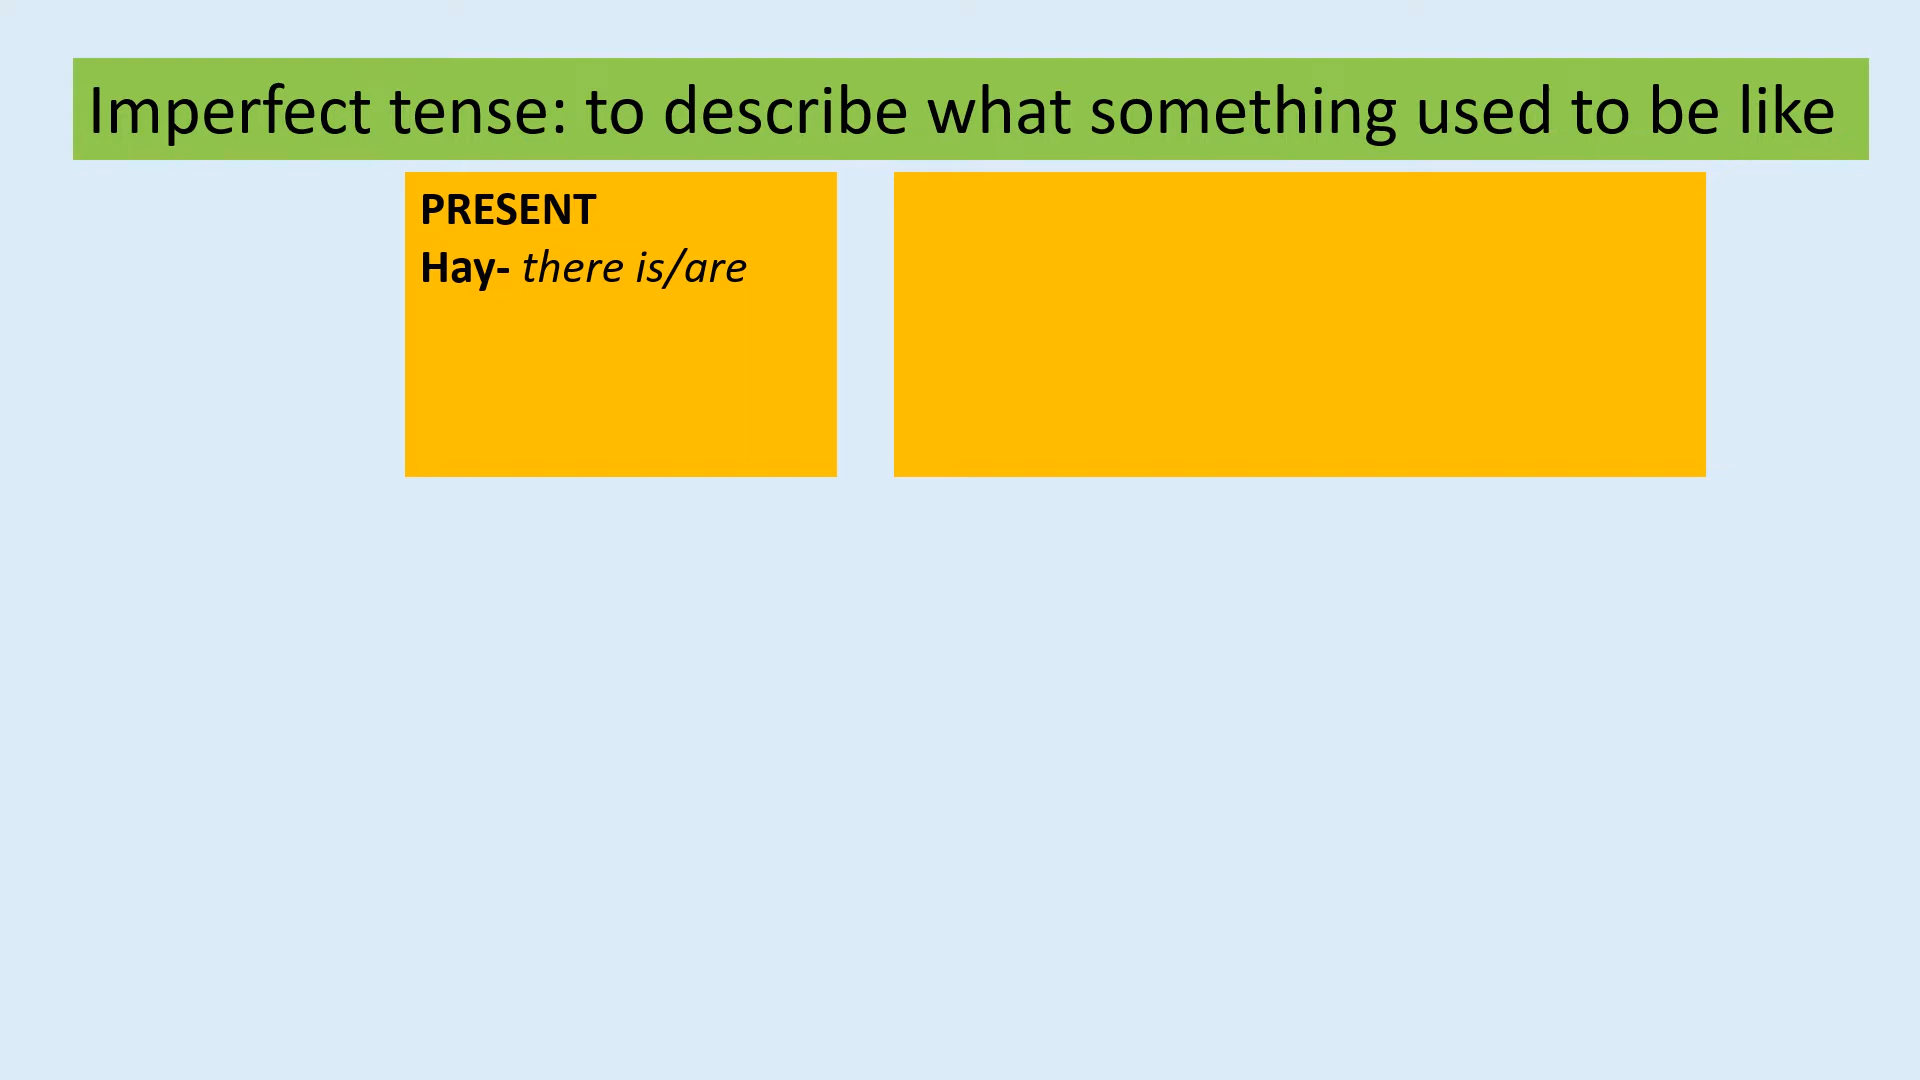 Imperfect tense: to describe what something used to be like
PRESENT
Hay- there is/are